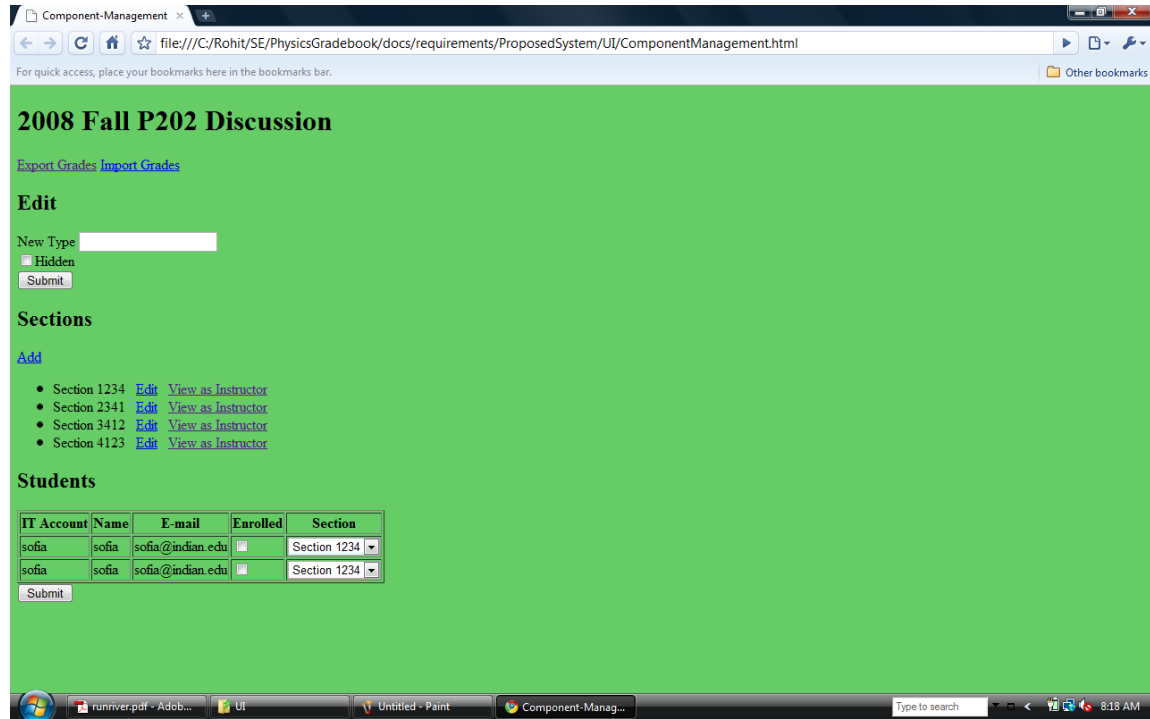 Component-Management
file:///C:/Rohit/SE/PhysicsGradebook/docs/requirements/ProposedSystem/UI/ComponentManagement.html
For quick access, place your bookmarks here in the bookmarks bar.
Other bookmarks
2008 Fall P202 Discussion
Export Grades Import Grades
Edit
New Type
Hidden
Submit
Sections
Add
Section 1234 Edit View as Instructor
Section 2341 Edit View as Instructor
Section 3412 Edit View as Instructor
Section 4123 Edit View as Instructor
Students
IT Account Name E-mail Enrolled Section
sofia sofia sofia@indian.edu Section 1234
sofia sofia sofia@indian.edu Section 1234
Submit
runriver.pdf - Adob... UI Untitled - Paint Component-Manag... Type to search 8:18 AM